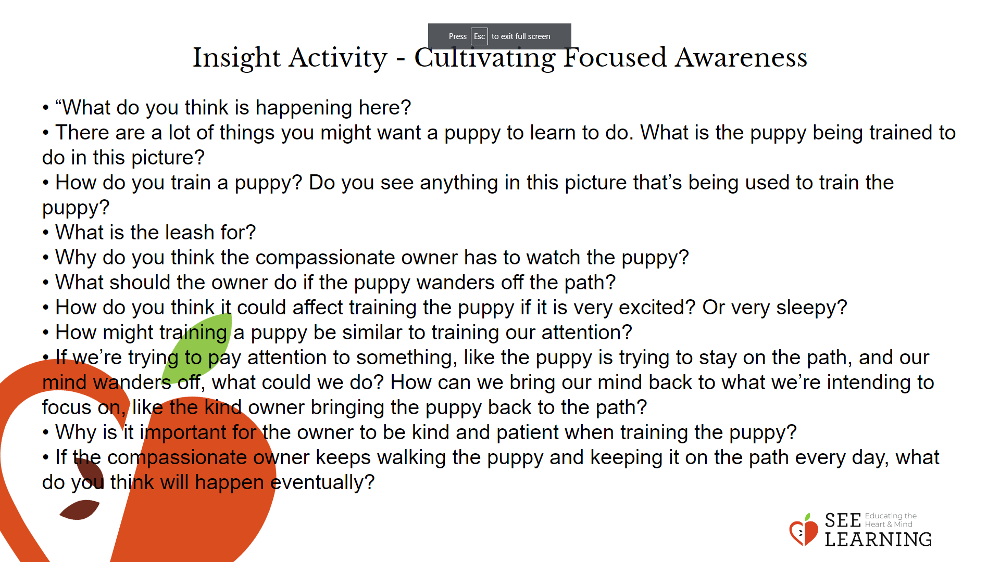 Press Esc to exit full screen
Insight Activity - Cultivating Focused Awareness
• “What do you think is happening here?
• There are a lot of things you might want a puppy to learn to do. What is the puppy being trained to
do in this picture?
• How do you train a puppy? Do you see anything in this picture that’s being used to train the
puppy?
• What is the leash for?
• Why do you think the compassionate owner has to watch the puppy?
• What should the owner do if the puppy wanders off the path?
• How do you think it could affect training the puppy if it is very excited? Or very sleepy?
• How might training a puppy be similar to training our attention?
• If we’re trying to pay attention to something, like the puppy is trying to stay on the path, and our
mind wanders off, what could we do? How can we bring our mind back to what we’re intending to
focus on, like the kind owner bringing the puppy back to the path?
• Why is it important for the owner to be kind and patient when training the puppy?
• If the compassionate owner keeps walking the puppy and keeping it on the path every day, what
do you think will happen eventually?
SEE
Educating the
Heart & Mind
LEARNING